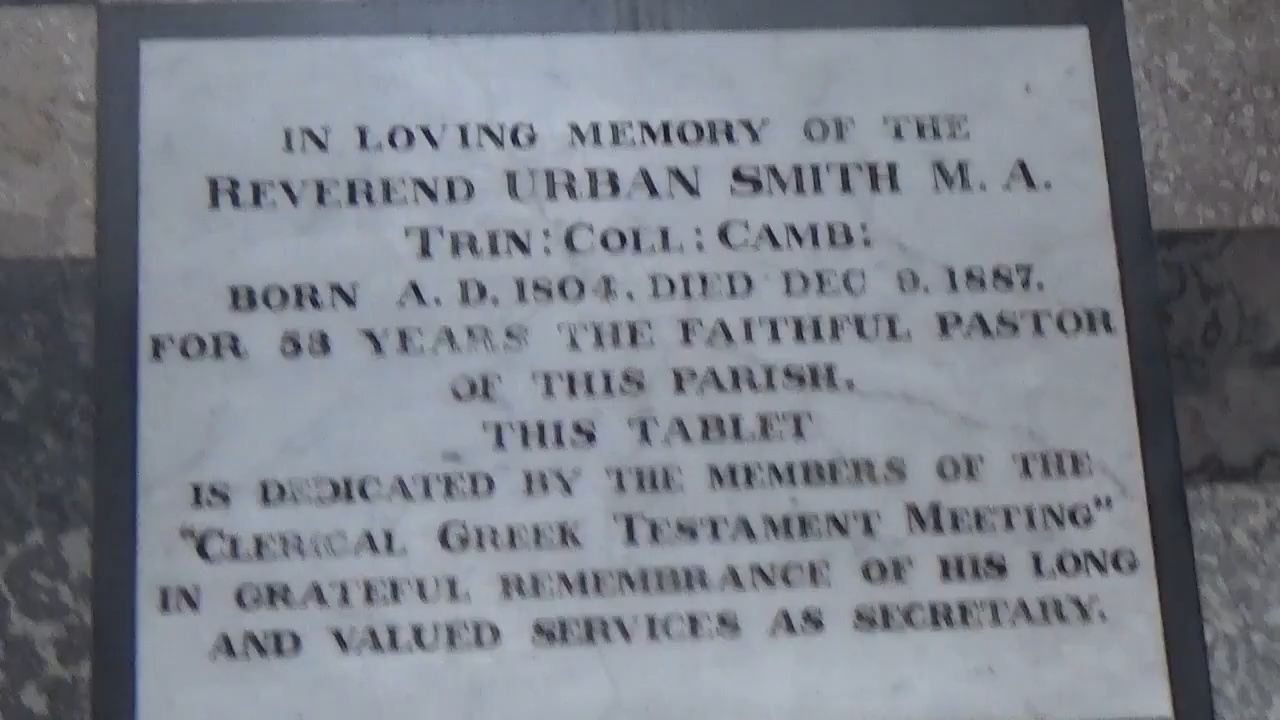 IN LOVING MEMORY OF THE
REVEREND URBAN SMITH M. A.
TRIN: COLL: CAMB:
BORN A. D. 1804. DIED DEC 9. 1887.
FOR 53 YEARS THE FAITHFUL PASTOR
OF THIS PARISH.
THIS TABLET
IS DEDICATED BY THE MEMBERS OF THE
"CLERICAL GREEK TESTAMENT MEETING"
IN GRATEFUL REMEMBRANCE OF HIS LONG
AND VALUED SERVICES AS SECRETARY.